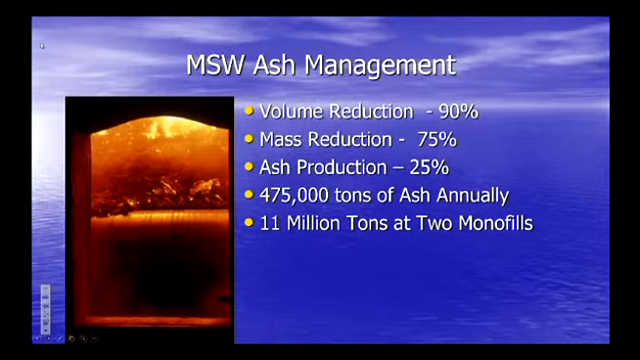 MSW Ash Management
Volume Reduction - 90%
Mass Reduction - 75%
Ash Production – 25%
475,000 tons of Ash Annually
11 Million Tons at Two Monofills